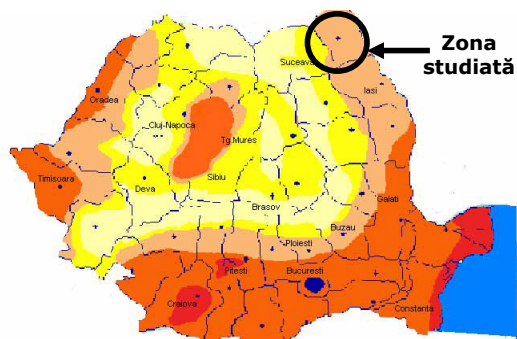 Zona
studiată
Suceava
Iasi
Oradea
Cluj-Napoca
Tg.Mures
Timisoara
Deva
Sibiu
Brasov
Galati
Buzau
Ploiesti
Pitesti
Bucuresti
Craiova
Constanta